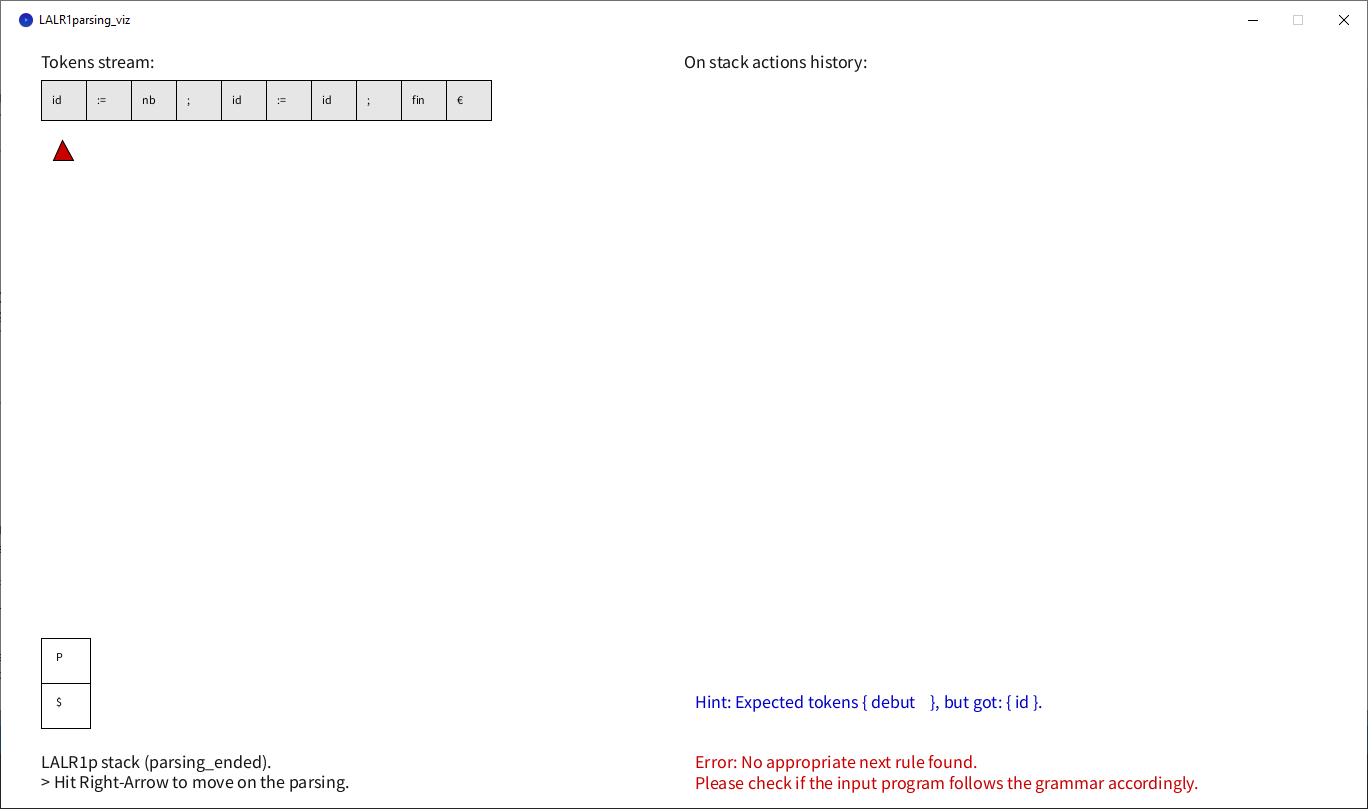 LALR1parsing_viz
Tokens stream:
On stack actions history:
id := nb ; id := id ; fin €
P
$
Hint: Expected tokens { debut }, but got: { id }.
LALR1p stack (parsing_ended).
> Hit Right-Arrow to move on the parsing.
Error: No appropriate next rule found.
Please check if the input program follows the grammar accordingly.